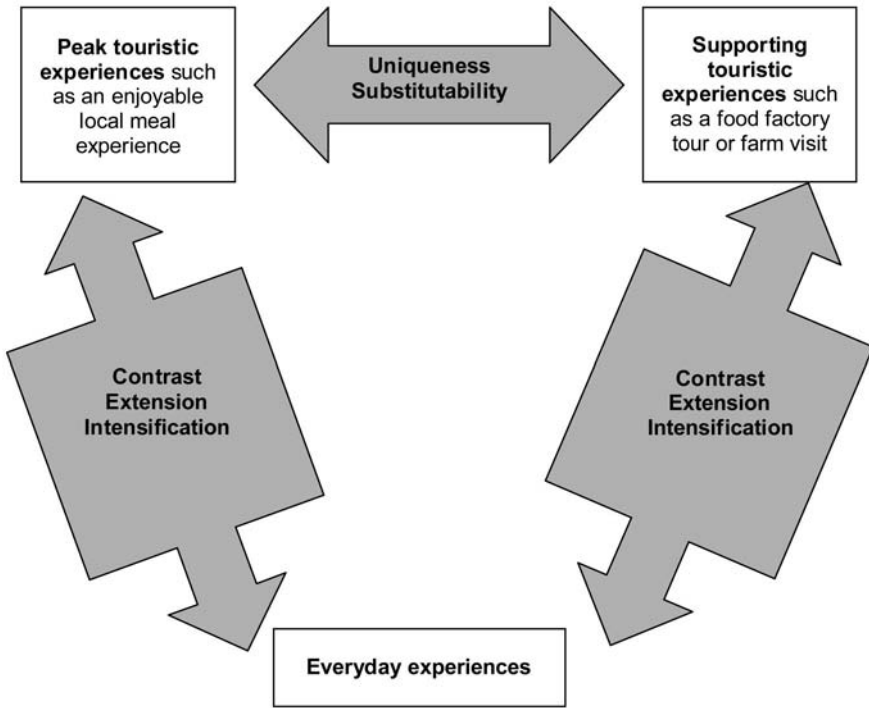 Peak touristic
experiences such
as an enjoyable
local meal
experience
Uniqueness
Substitutability
Supporting
touristic
experiences such
as a food factory
tour or farm visit
Contrast
Extension
Intensification
Contrast
Extension
Intensification
Everyday experiences